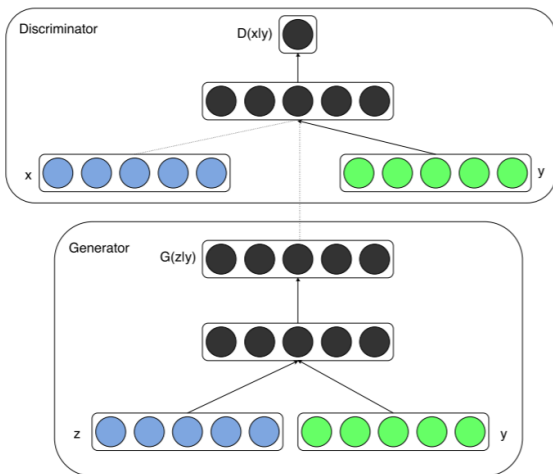 Discriminator
D(x|y)
x
y
Generator
G(z|y)
z
y